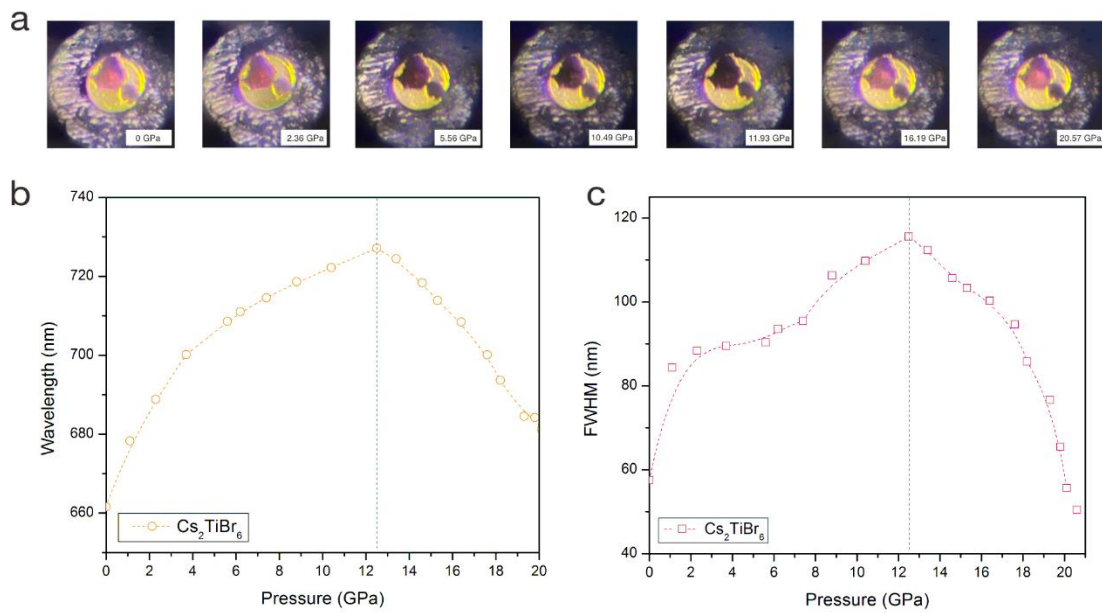 a
0 GPa
2.36 GPa
5.56 GPa
10.49 GPa
11.93 GPa
16.19 GPa
20.57 GPa
b
740
720
700
680
660
Wavelength (nm)
Cs₂TiBr₆
0 2 4 6 8 10 12 14 16 18 20
Pressure (GPa)
c
120
100
80
60
40
FWHM (nm)
Cs₂TiBr₆
0 2 4 6 8 10 12 14 16 18 20
Pressure (GPa)